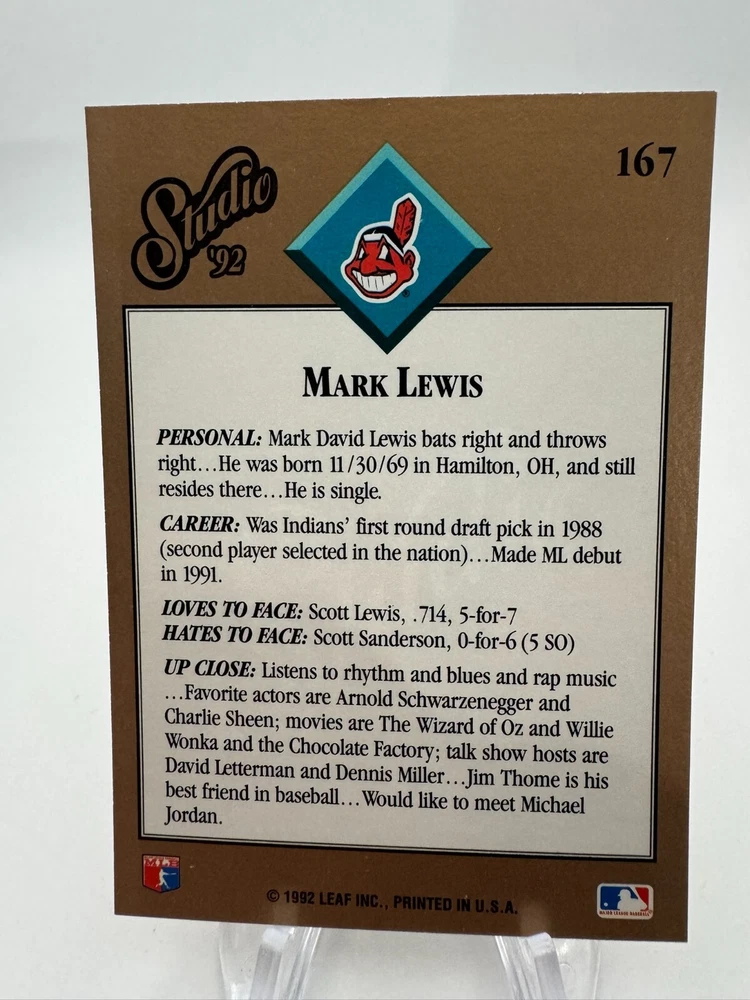 Studio
'92
167
MARK LEWIS
PERSONAL: Mark David Lewis bats right and throws
right...He was born 11/30/69 in Hamilton, OH, and still
resides there...He is single.
CAREER: Was Indians' first round draft pick in 1988
(second player selected in the nation)...Made ML debut
in 1991.
LOVES TO FACE: Scott Lewis, .714, 5-for-7
HATES TO FACE: Scott Sanderson, 0-for-6 (5 SO)
UP CLOSE: Listens to rhythm and blues and rap music
...Favorite actors are Arnold Schwarzenegger and
Charlie Sheen; movies are The Wizard of Oz and Willie
Wonka and the Chocolate Factory; talk show hosts are
David Letterman and Dennis Miller...Jim Thome is his
best friend in baseball...Would like to meet Michael
Jordan.
© 1992 LEAF INC., PRINTED IN U.S.A.
MAJOR LEAGUE BASEBALL